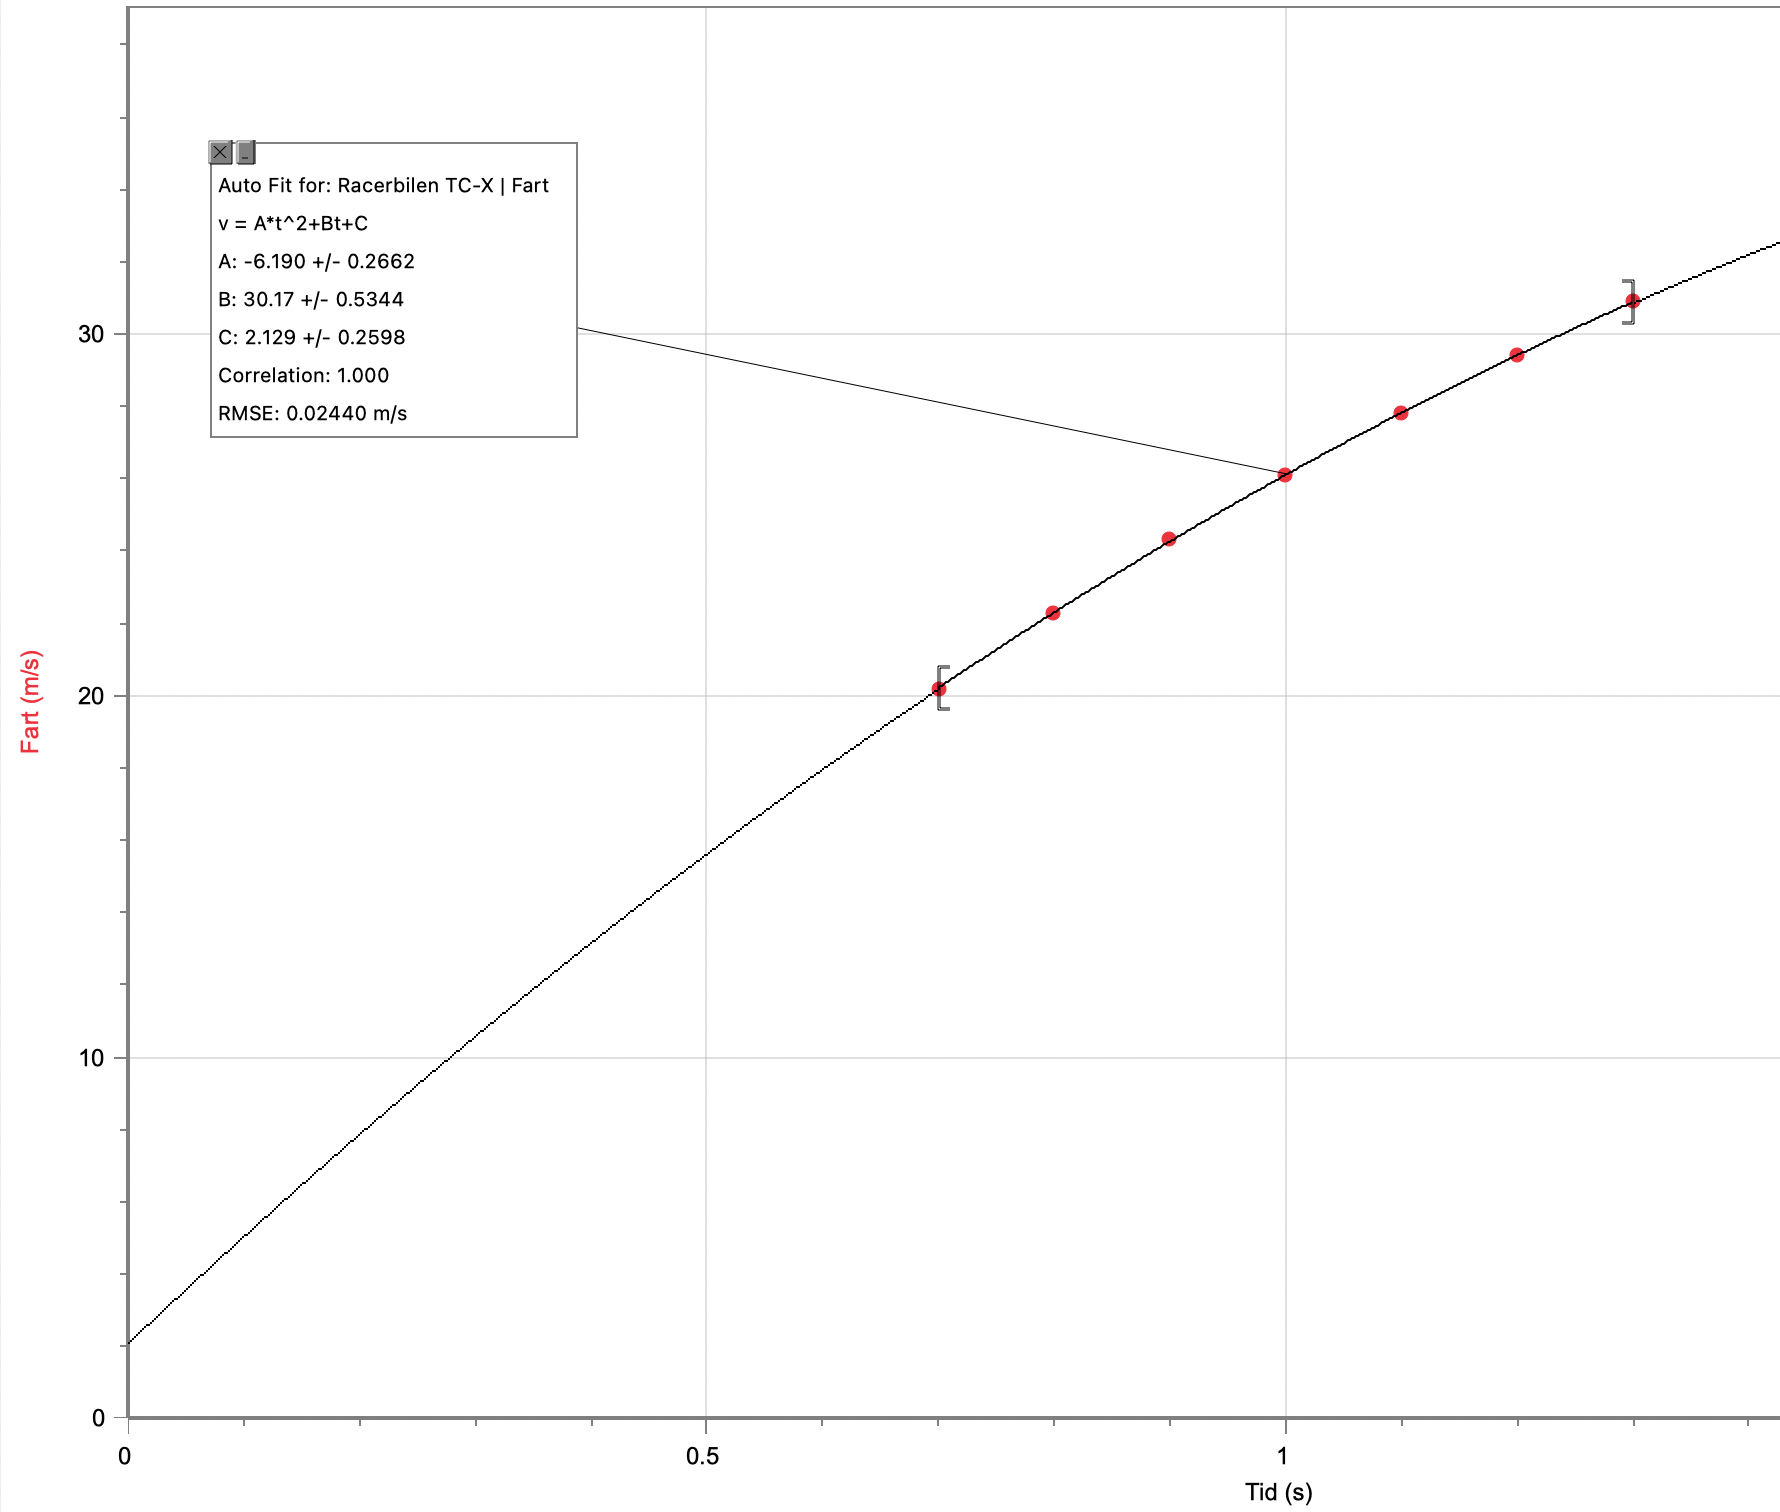 Auto Fit for: Racerbilen TC-X | Fart
v = A*t^2+Bt+C
A: -6.190 +/- 0.2662
B: 30.17 +/- 0.5344
C: 2.129 +/- 0.2598
Correlation: 1.000
RMSE: 0.02440 m/s
30
20
10
0
Fart (m/s)
0
0.5
1
Tid (s)